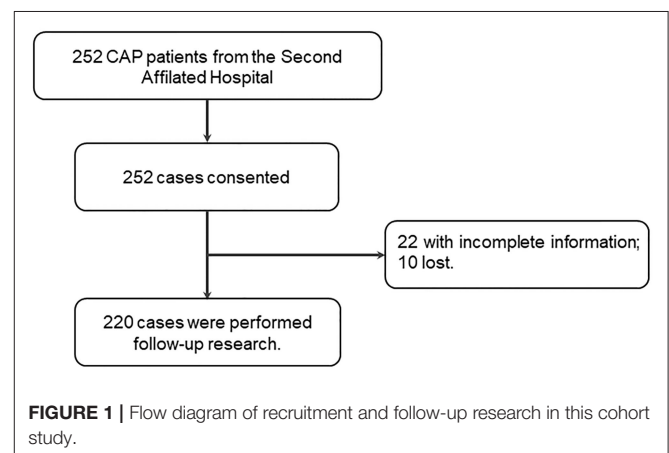 252 CAP patients from the Second
Affilated Hospital
252 cases consented
22 with incomplete information;
10 lost.
220 cases were performed
follow-up research.
FIGURE 1 | Flow diagram of recruitment and follow-up research in this cohort
study.